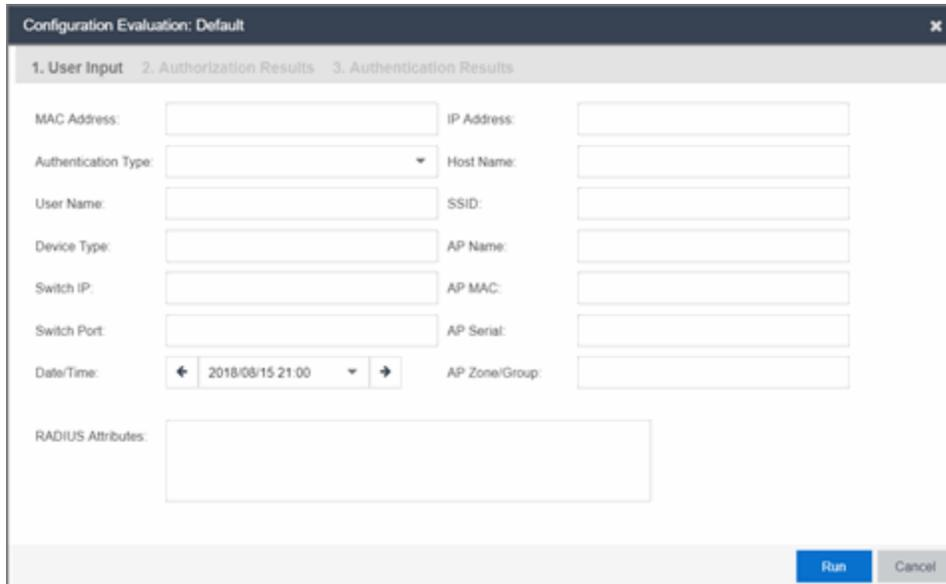 Configuration Evaluation: Default
1. User Input 2. Authorization Results 3. Authentication Results
MAC Address: IP Address:
Authentication Type: Host Name:
User Name: SSID:
Device Type: AP Name:
Switch IP: AP MAC:
Switch Port: AP Serial:
Date/Time: 2018/08/15 21:00 AP Zone/Group:
RADIUS Attributes:
Run Cancel